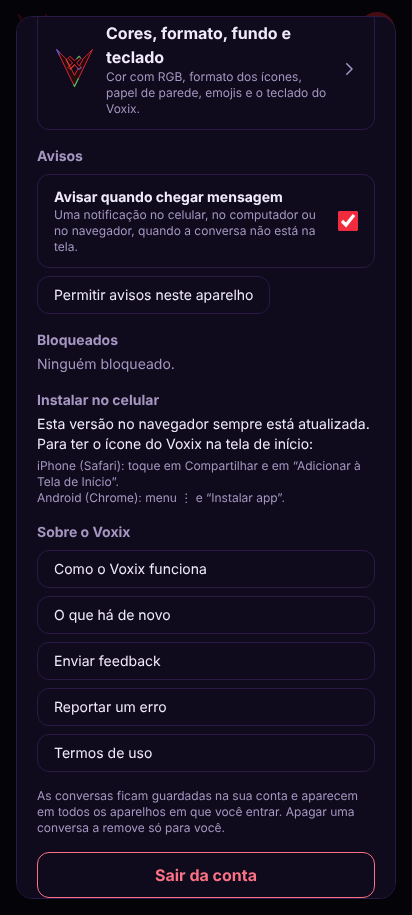 Cores, formato, fundo e
teclado
Cor com RGB, formato dos ícones,
papel de parede, emojis e o teclado do
Voxix.
Avisos
Avisar quando chegar mensagem
Uma notificação no celular, no computador ou
no navegador, quando a conversa não está na
tela.
Permitir avisos neste aparelho
Bloqueados
Ninguém bloqueado.
Instalar no celular
Esta versão no navegador sempre está atualizada.
Para ter o ícone do Voxix na tela de início:
iPhone (Safari): toque em Compartilhar e em “Adicionar à
Tela de Início”.
Android (Chrome): menu ⋮ e “Instalar app”.
Sobre o Voxix
Como o Voxix funciona
O que há de novo
Enviar feedback
Reportar um erro
Termos de uso
As conversas ficam guardadas na sua conta e aparecem
em todos os aparelhos em que você entrar. Apagar uma
conversa a remove só para você.
Sair da conta